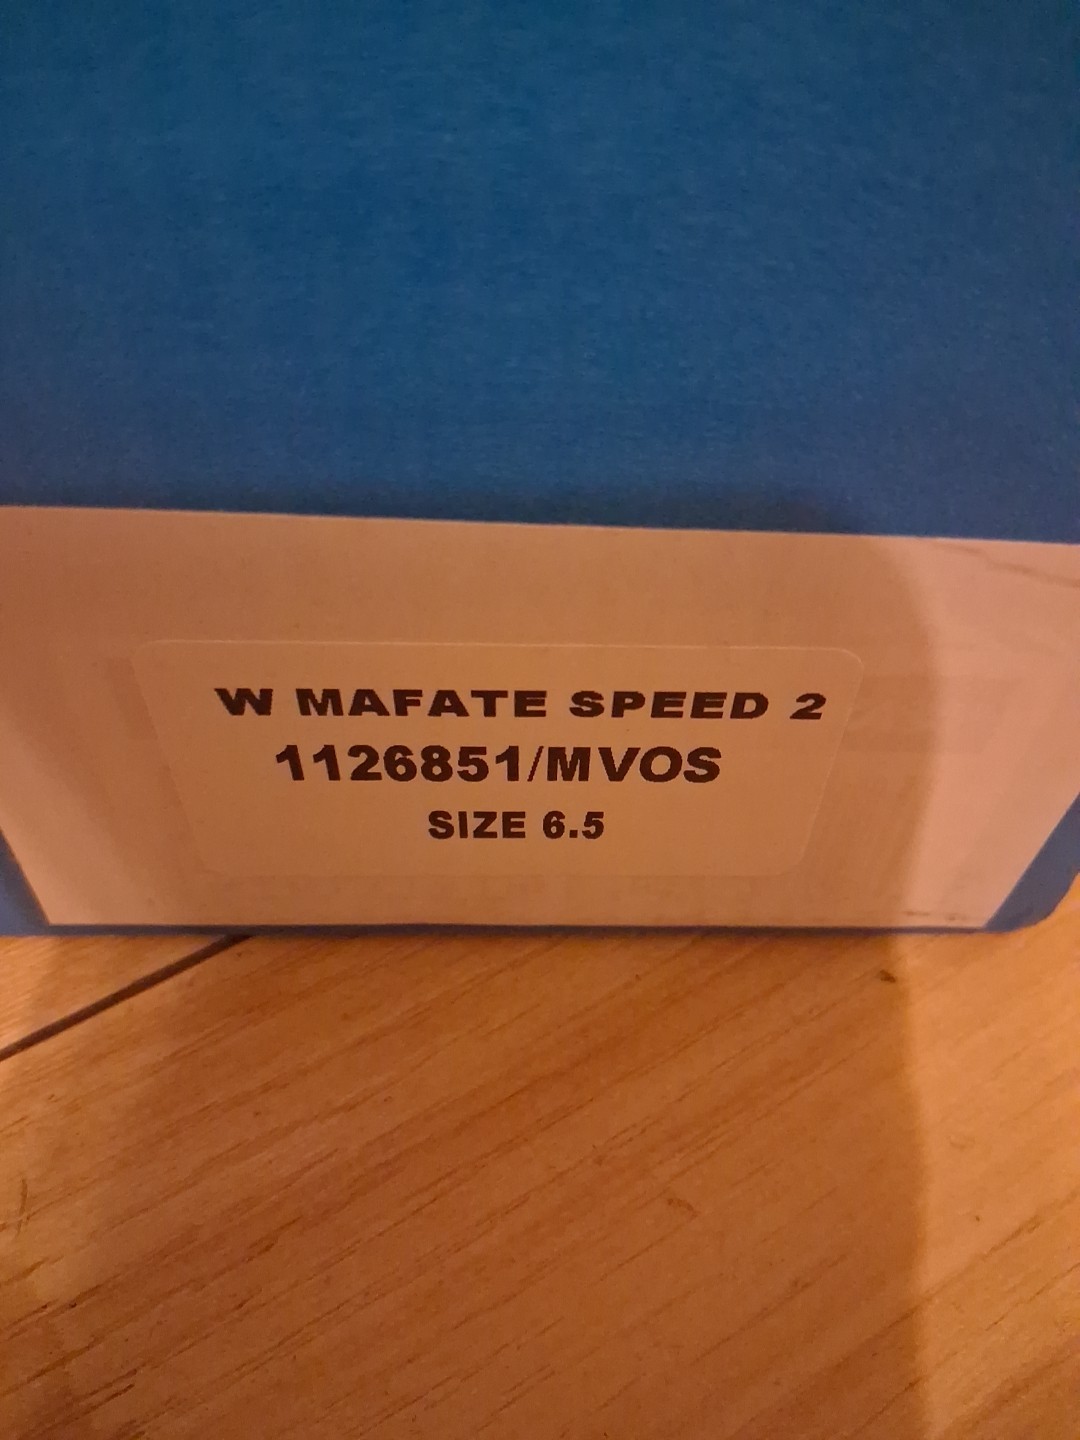 W MAFATE SPEED 2
1126851/MVOS
SIZE 6.5